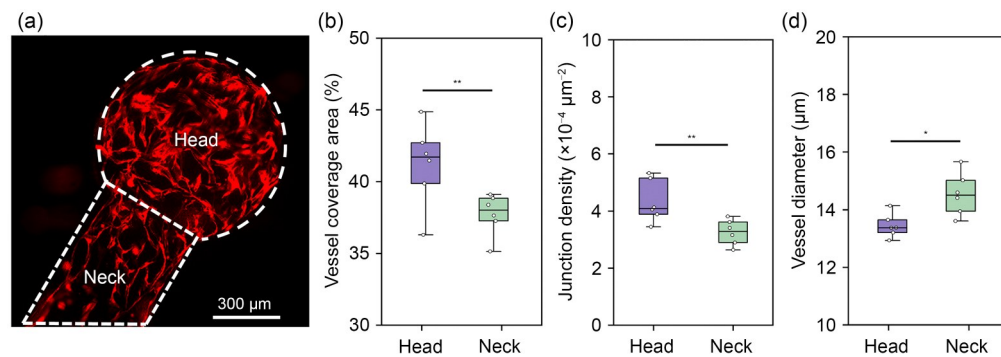 (a)
Head
Neck
300 μm
(b)
Vessel coverage area (%)
50
45
40
35
30
**
Head Neck
(c)
Junction density (×10⁻⁴ μm⁻²)
10
8
6
4
2
0
**
Head Neck
(d)
Vessel diameter (μm)
20
18
16
14
12
10
*
Head Neck